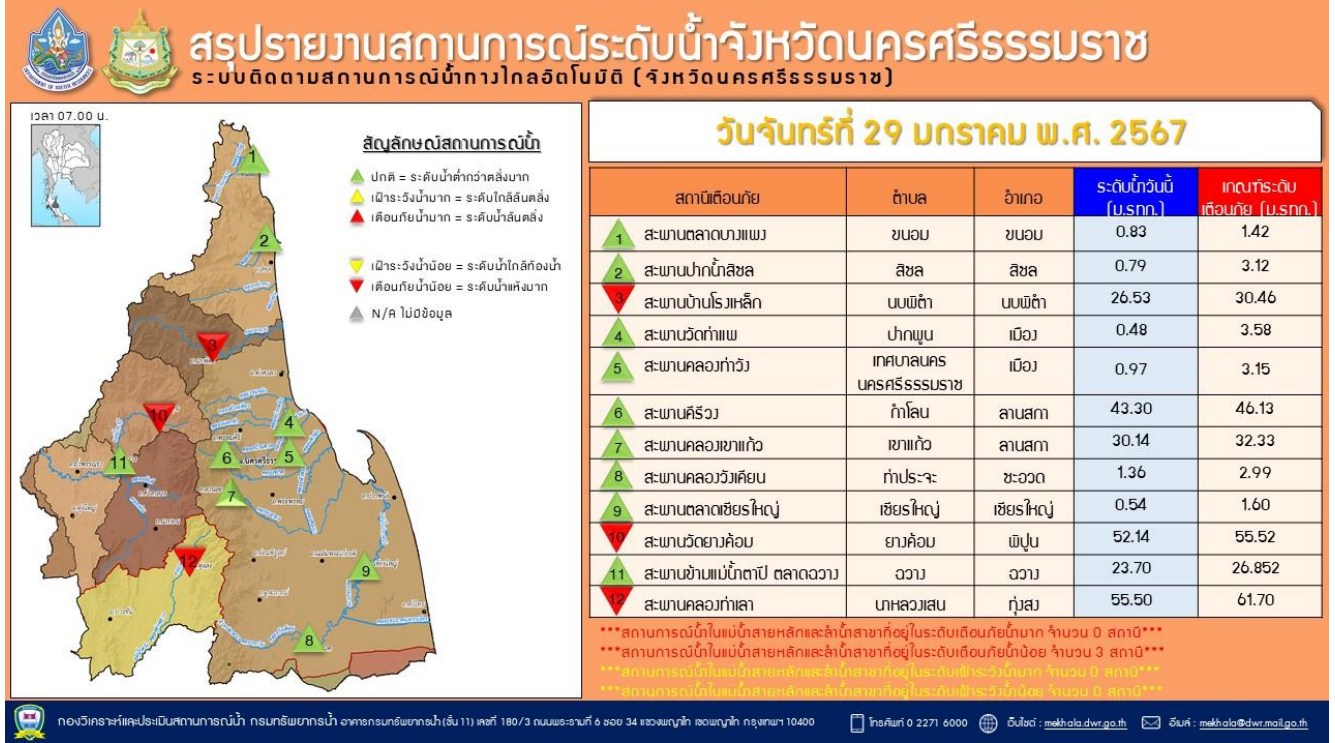 สรุปรายงานสถานการณ์ระดับน้ำจังหวัดนครศรีธรรมราช
ระบบติดตามสถานการณ์น้ำทางไกลอัตโนมัติ (จังหวัดนครศรีธรรมราช)
เวลา 07.00 น.
สัญลักษณ์สถานการณ์น้ำ
ปกติ = ระดับน้ำต่ำกว่าตลิ่งมาก
เฝ้าระวังน้ำมาก = ระดับใกล้ล้นตลิ่ง
เตือนภัยน้ำมาก = ระดับน้ำล้นตลิ่ง
เฝ้าระวังน้ำน้อย = ระดับน้ำใกล้ท้องน้ำ
เตือนภัยน้ำน้อย = ระดับน้ำแห้งมาก
N/A ไม่มีข้อมูล
1
2
3
10
4
11
6
5
7
12
9
8
วันจันทร์ที่ 29 มกราคม พ.ศ. 2567
สถานีเตือนภัย ตำบล อำเภอ ระดับน้ำวันนี้ (ม.รทก.) เกณฑ์ระดับเตือนภัย (ม.รทก.)
1 สะพานตลาดบางแพง ขนอม ขนอม 0.83 1.42
2 สะพานปากน้ำสิชล สิชล สิชล 0.79 3.12
3 สะพานบ้านโรงเหล็ก นบพิตำ นบพิตำ 26.53 30.46
4 สะพานวัดท่าแพ ปากพูน เมือง 0.48 3.58
5 สะพานคลองท่าวัง เทศบาลนครนครศรีธรรมราช เมือง 0.97 3.15
6 สะพานคีรีวง กำโลน ลานสกา 43.30 46.13
7 สะพานคลองเขาแก้ว เขาแก้ว ลานสกา 30.14 32.33
8 สะพานคลองวังเคียน ท่าประจะ ชะอวด 1.36 2.99
9 สะพานตลาดเชียรใหญ่ เชียรใหญ่ เชียรใหญ่ 0.54 1.60
10 สะพานวัดยางค้อม ยางค้อม พิปูน 52.14 55.52
11 สะพานข้ามแม่น้ำตาปี ตลาดฉวาง ฉวาง ฉวาง 23.70 26.852
12 สะพานคลองท่าเลา นาหลวงเสน ทุ่งสง 55.50 61.70
***สถานการณ์น้ำในแม่น้ำสายหลักและลำน้ำสาขาที่อยู่ในระดับเตือนภัยน้ำมาก จำนวน 0 สถานี***
***สถานการณ์น้ำในแม่น้ำสายหลักและลำน้ำสาขาที่อยู่ในระดับเตือนภัยน้ำน้อย จำนวน 3 สถานี***
***สถานการณ์น้ำในแม่น้ำสายหลักและลำน้ำสาขาที่อยู่ในระดับเฝ้าระวังน้ำมาก จำนวน 0 สถานี***
***สถานการณ์น้ำในแม่น้ำสายหลักและลำน้ำสาขาที่อยู่ในระดับเฝ้าระวังน้ำน้อย จำนวน 0 สถานี***
กองวิเคราะห์และประเมินสถานการณ์น้ำ กรมทรัพยากรน้ำ อาคารกรมทรัพยากรน้ำ (ชั้น 11) เลขที่ 180/3 ถนนพระรามที่ 6 ซอย 34 แขวงพญาไท เขตพญาไท กรุงเทพฯ 10400 โทรศัพท์ 0 2271 6000 เว็บไซต์ : mekhala.dwr.go.th อีเมล์ : mekhala@dwr.mail.go.th